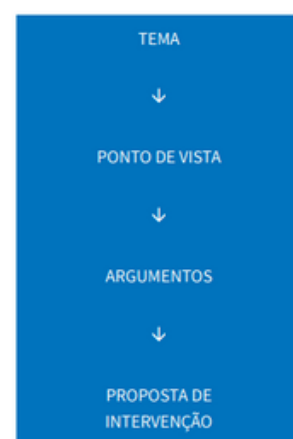 TEMA
↓
PONTO DE VISTA
↓
ARGUMENTOS
↓
PROPOSTA DE
INTERVENÇÃO